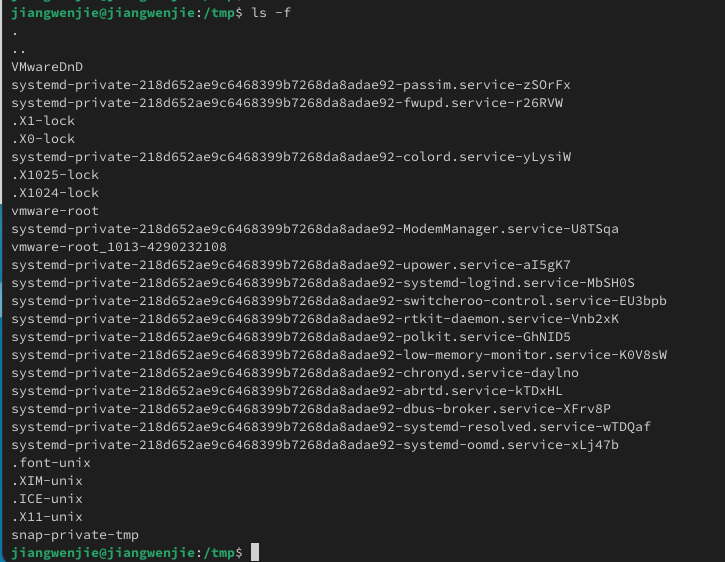 jiangwenjie@jiangwenjie:/tmp$ ls -f
.
..
VMwareDnD
systemd-private-218d652ae9c6468399b7268da8adae92-passim.service-zSOrFx
systemd-private-218d652ae9c6468399b7268da8adae92-fwupd.service-r26RVW
.X1-lock
.X0-lock
systemd-private-218d652ae9c6468399b7268da8adae92-colord.service-yLysiW
.X1025-lock
.X1024-lock
vmware-root
systemd-private-218d652ae9c6468399b7268da8adae92-ModemManager.service-U8TSqa
vmware-root_1013-4290232108
systemd-private-218d652ae9c6468399b7268da8adae92-upower.service-aI5gK7
systemd-private-218d652ae9c6468399b7268da8adae92-systemd-logind.service-MbSH0S
systemd-private-218d652ae9c6468399b7268da8adae92-switcheroo-control.service-EU3bpb
systemd-private-218d652ae9c6468399b7268da8adae92-rtkit-daemon.service-Vnb2xK
systemd-private-218d652ae9c6468399b7268da8adae92-polkit.service-GhNID5
systemd-private-218d652ae9c6468399b7268da8adae92-low-memory-monitor.service-K0V8sW
systemd-private-218d652ae9c6468399b7268da8adae92-chronyd.service-daylno
systemd-private-218d652ae9c6468399b7268da8adae92-abrtd.service-kTDxHL
systemd-private-218d652ae9c6468399b7268da8adae92-dbus-broker.service-XFrv8P
systemd-private-218d652ae9c6468399b7268da8adae92-systemd-resolved.service-wTDQaf
systemd-private-218d652ae9c6468399b7268da8adae92-systemd-oomd.service-xLj47b
.font-unix
.XIM-unix
.ICE-unix
.X11-unix
snap-private-tmp
jiangwenjie@jiangwenjie:/tmp$